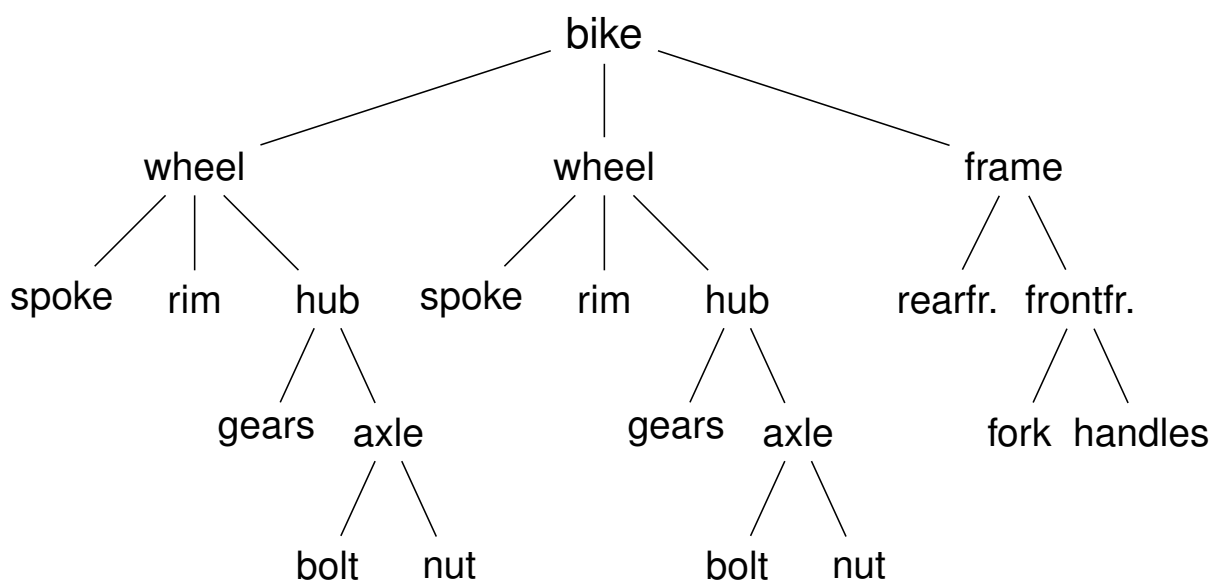 bike
wheel wheel frame
spoke rim hub spoke rim hub rearfr. frontfr.
gears axle gears axle fork handles
bolt nut bolt nut